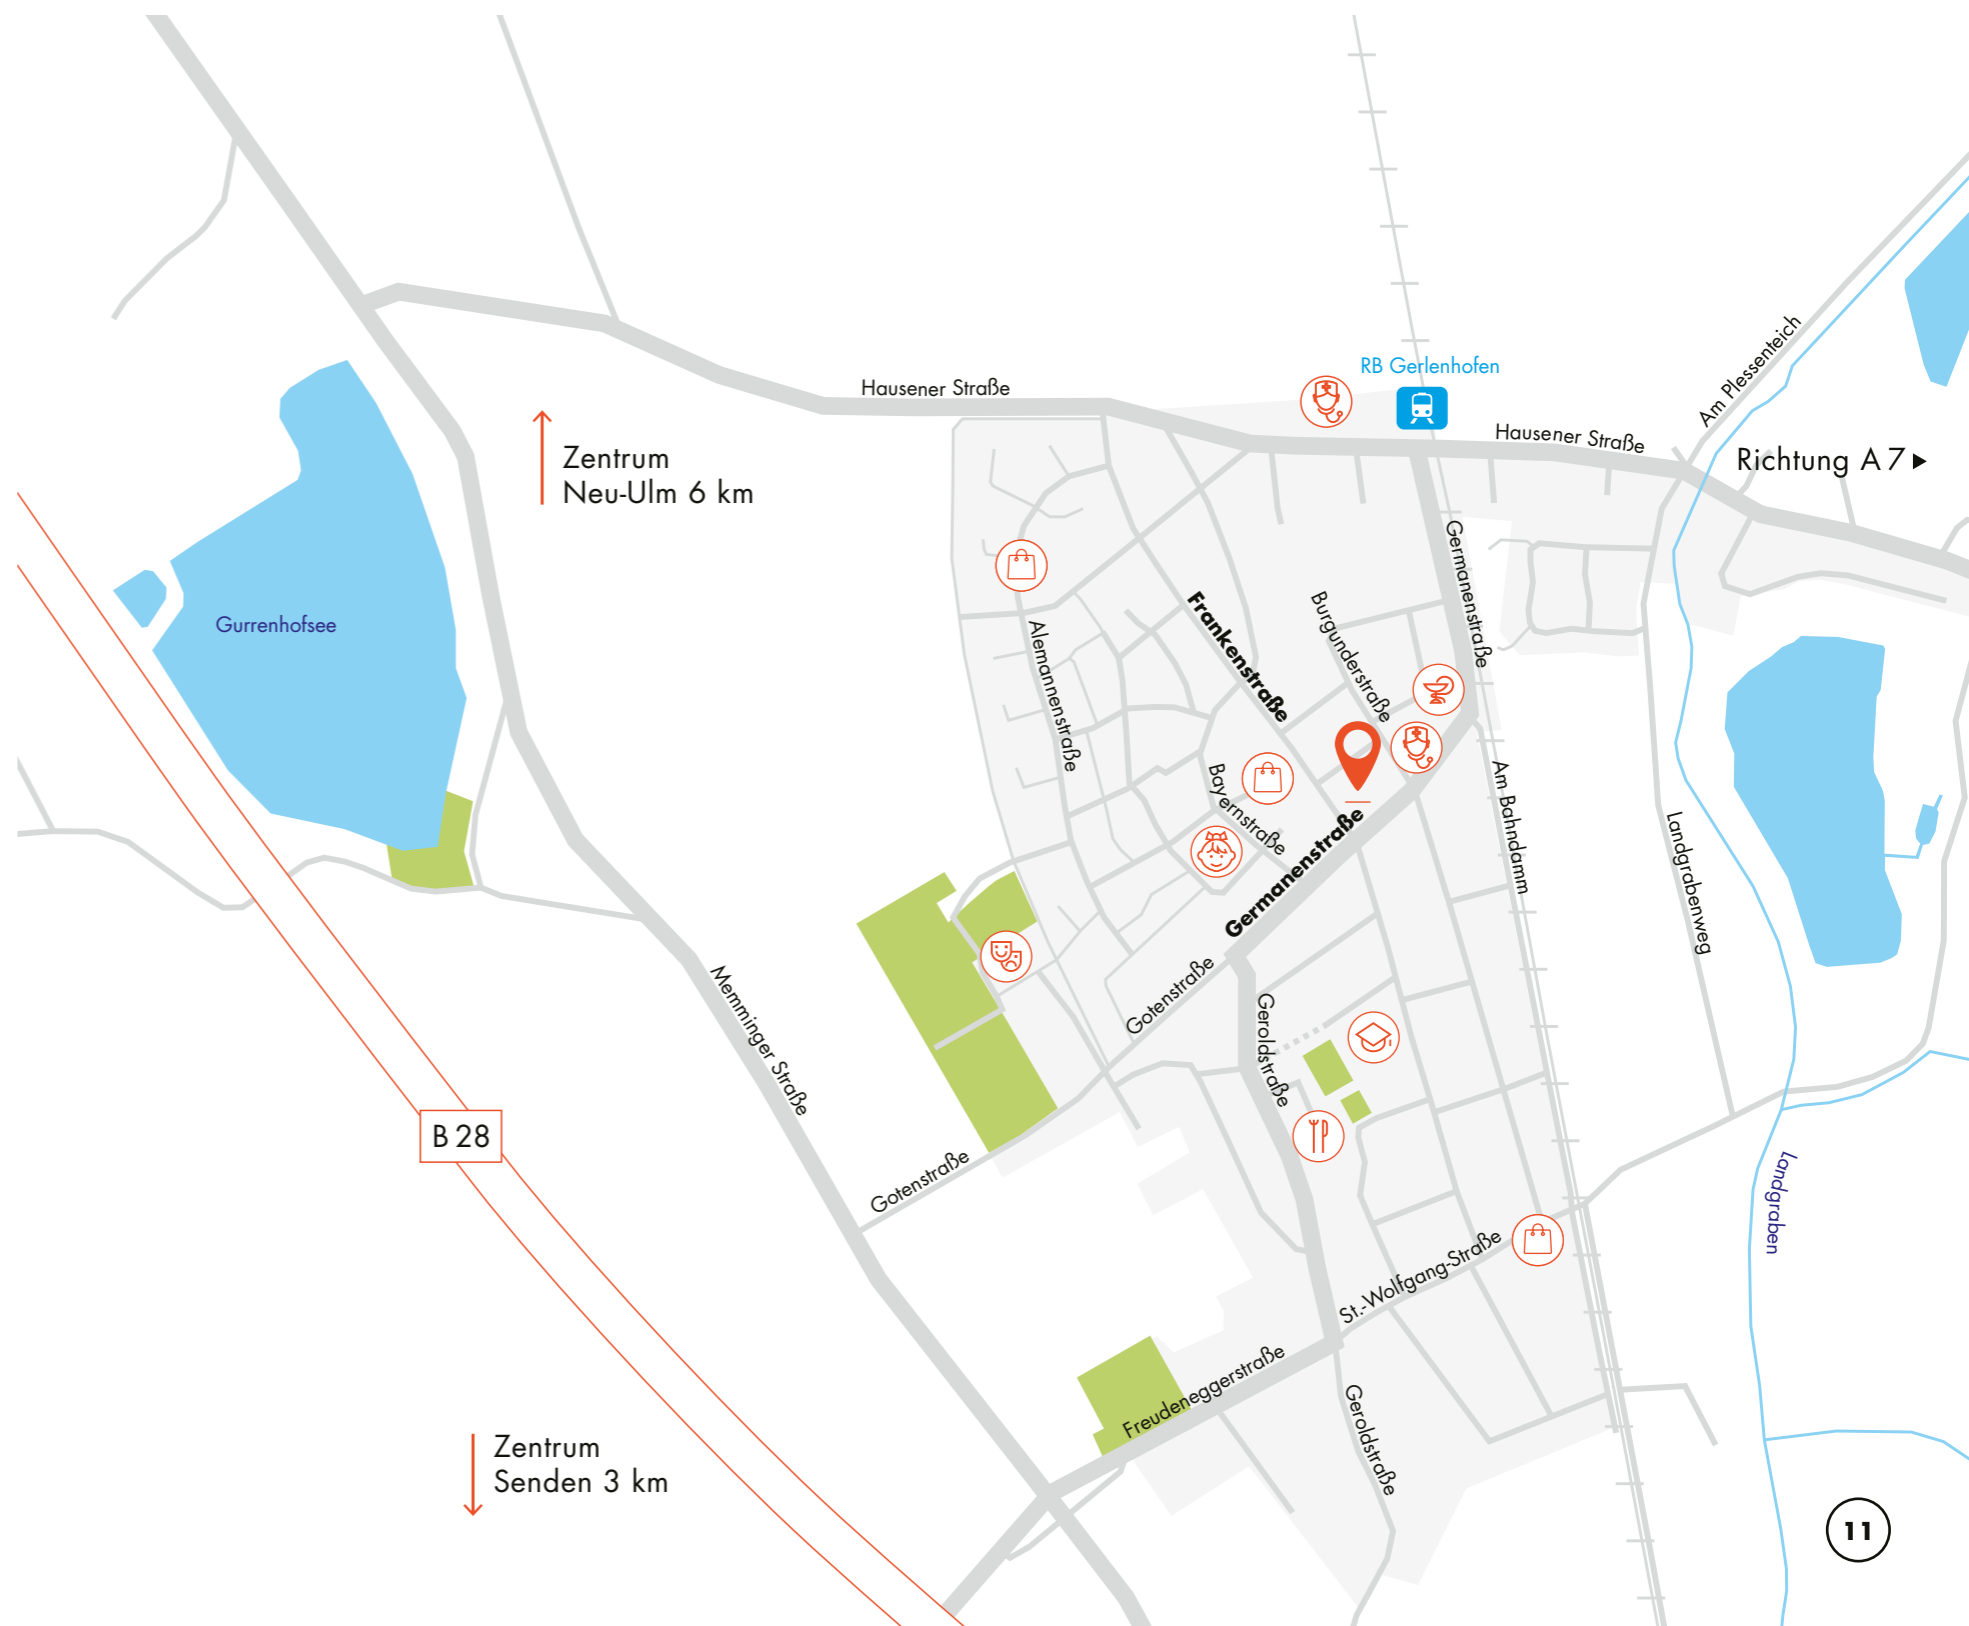 RB Gerlenhofen
Hausener Straße
Am Plessenteich
Hausener Straße
Richtung A 7
Zentrum
Neu-Ulm 6 km
Germanenstraße
Frankenstraße
Burgunderstraße
Gurrenhofsee
Alemannenstraße
Bayernstraße
Am Bahndamm
Germanenstraße
Landgrabenweg
Gotenstraße
Memminger Straße
Geroldstraße
B 28
Gotenstraße
Landgraben
St.-Wolfgang-Straße
Freudeneggerstraße
Geroldstraße
Zentrum
Senden 3 km
11